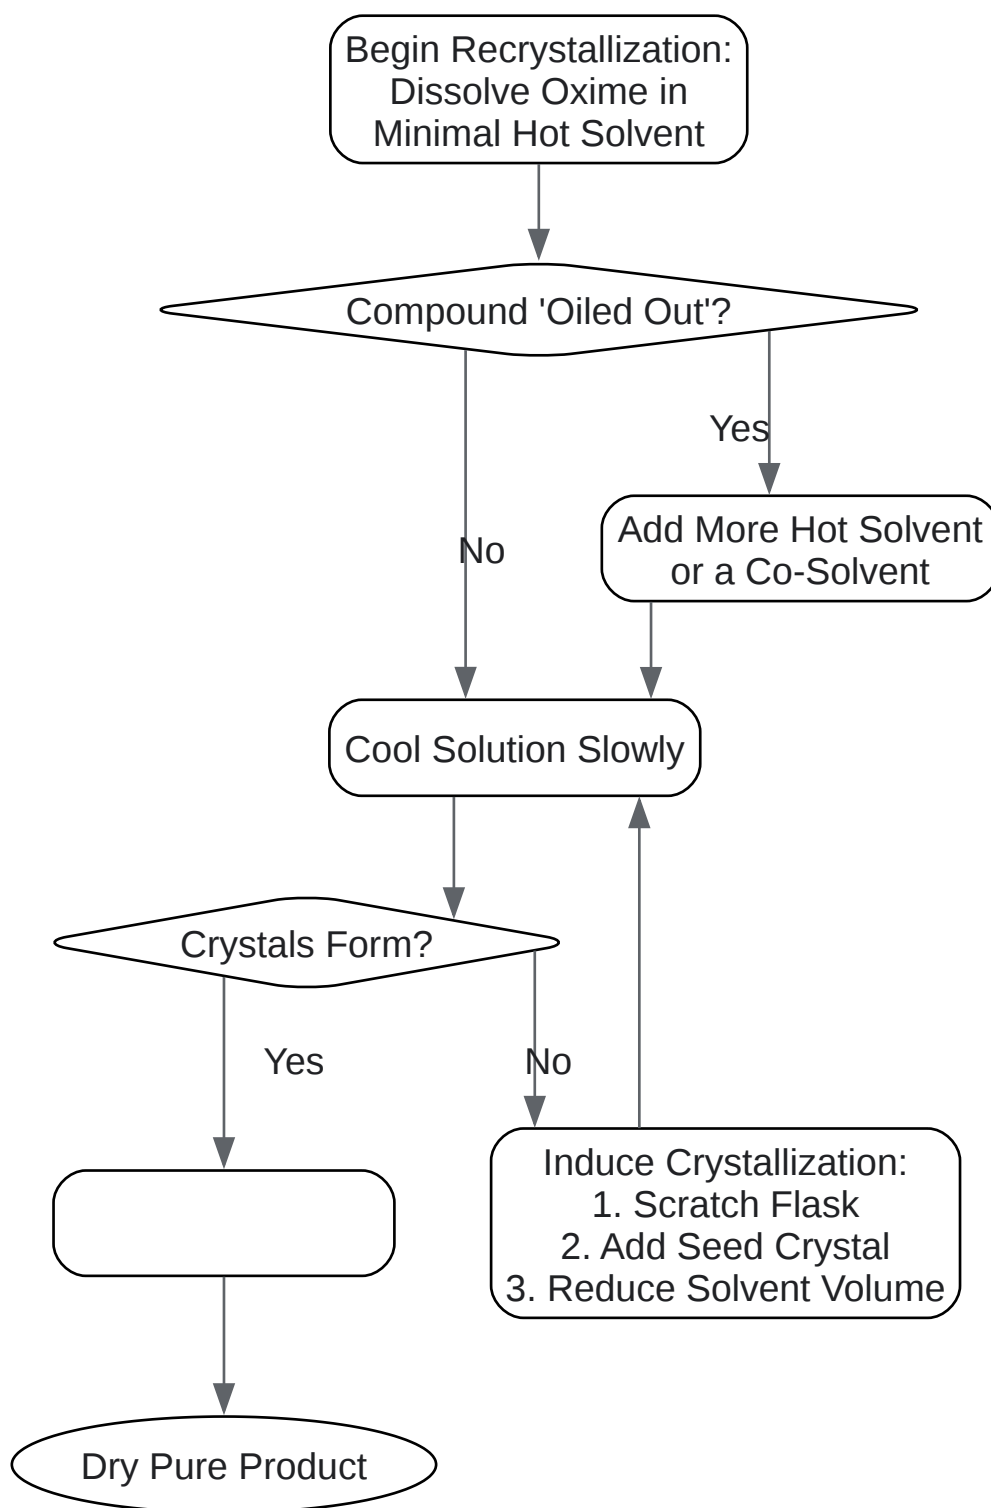 Begin Recrystallization:
Dissolve Oxime in
Minimal Hot Solvent
Compound 'Oiled Out'?
Yes
No
Add More Hot Solvent
or a Co-Solvent
Cool Solution Slowly
Crystals Form?
Yes
No
Induce Crystallization:
1. Scratch Flask
2. Add Seed Crystal
3. Reduce Solvent Volume
Dry Pure Product